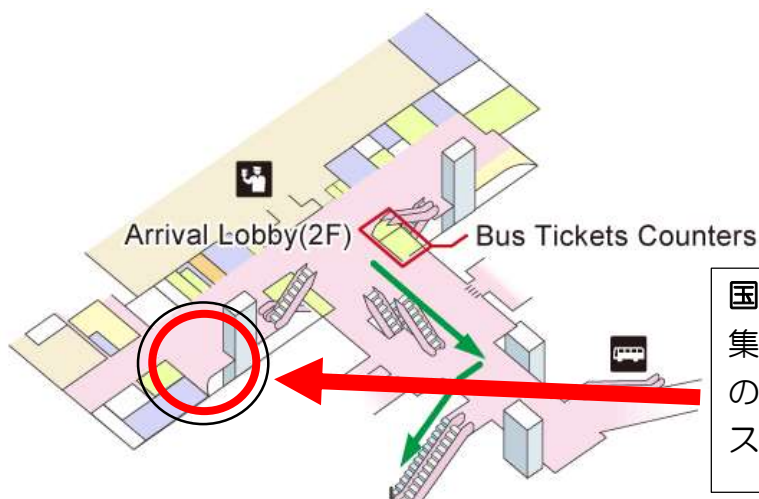 Arrival Lobby(2F)
Bus Tickets Counters
国
集
の
ス